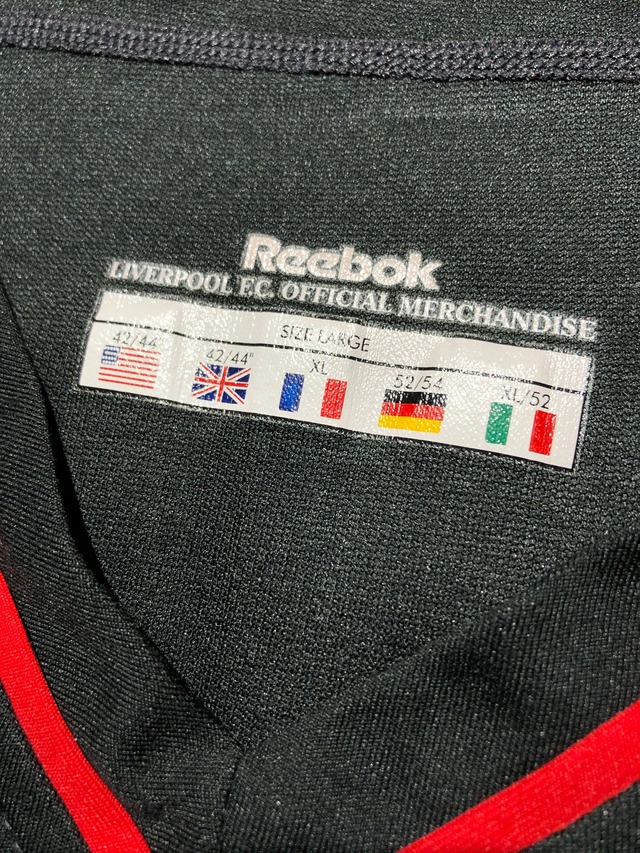 Reebok
LIVERPOOL F.C. OFFICIAL MERCHANDISE
SIZE LARGE
42/44 42/44" XL 52/54 XL/52